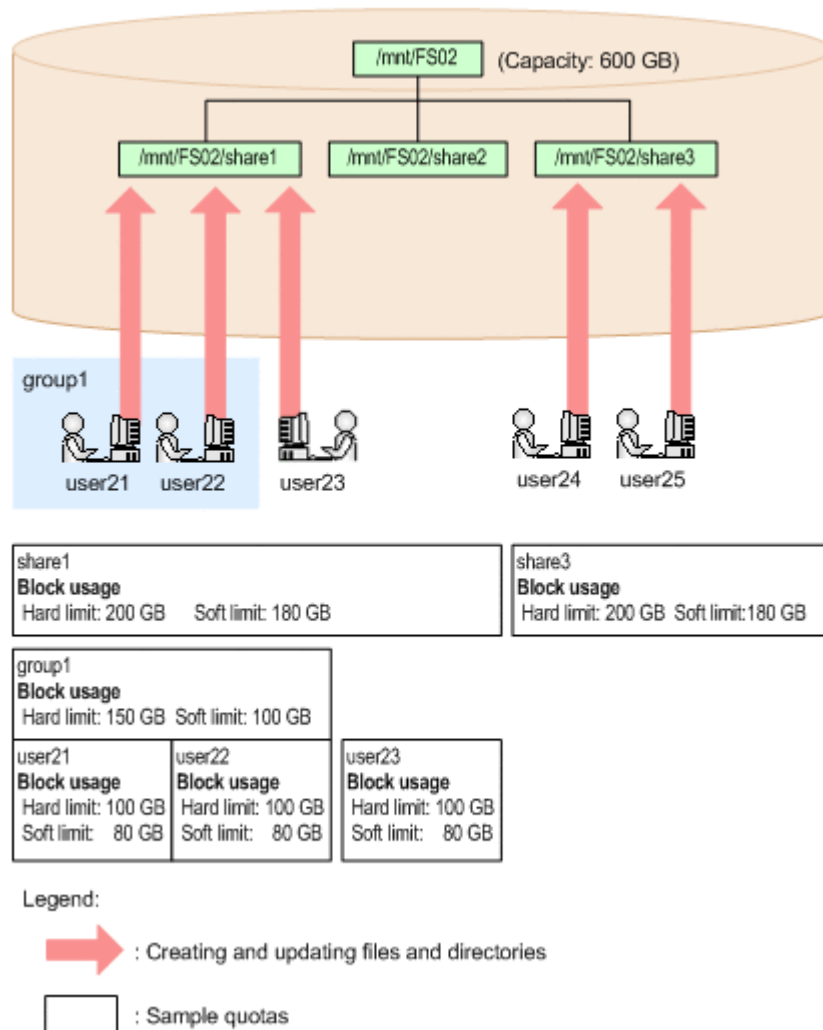 /mnt/FS02 (Capacity: 600 GB)
/mnt/FS02/share1 /mnt/FS02/share2 /mnt/FS02/share3
group1
user21 user22 user23 user24 user25
share1
Block usage
Hard limit: 200 GB Soft limit: 180 GB
share3
Block usage
Hard limit: 200 GB Soft limit:180 GB
group1
Block usage
Hard limit: 150 GB Soft limit: 100 GB
user21
Block usage
Hard limit: 100 GB
Soft limit: 80 GB
user22
Block usage
Hard limit: 100 GB
Soft limit: 80 GB
user23
Block usage
Hard limit: 100 GB
Soft limit: 80 GB
Legend:
: Creating and updating files and directories
: Sample quotas